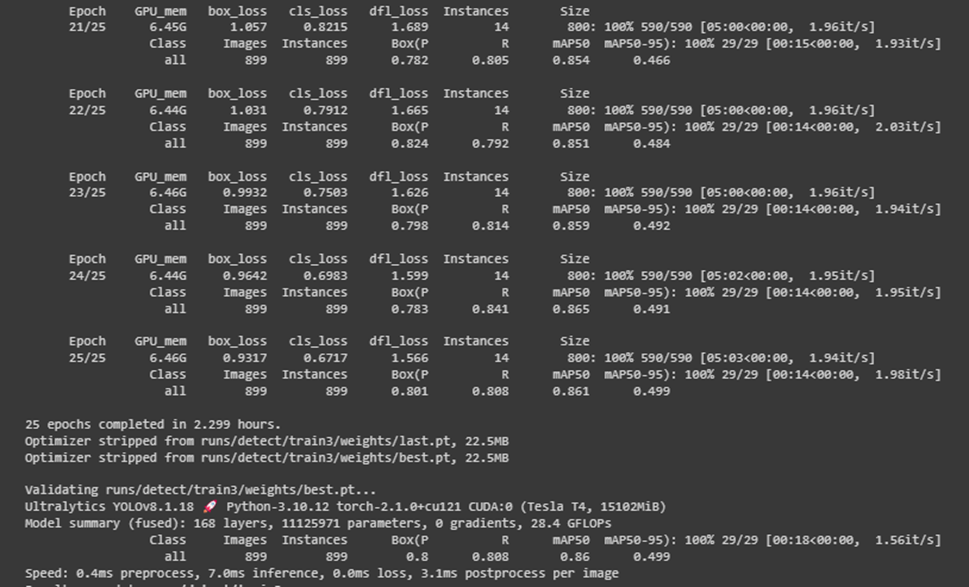 Epoch GPU_mem box_loss cls_loss dfl_loss Instances Size
21/25 6.45G 1.057 0.8215 1.689 14 800: 100% 590/590 [05:00<00:00, 1.96it/s]
Class Images Instances Box(P R mAP50 mAP50-95): 100% 29/29 [00:15<00:00, 1.93it/s]
all 899 899 0.782 0.805 0.854 0.466
Epoch GPU_mem box_loss cls_loss dfl_loss Instances Size
22/25 6.44G 1.031 0.7912 1.665 14 800: 100% 590/590 [05:00<00:00, 1.96it/s]
Class Images Instances Box(P R mAP50 mAP50-95): 100% 29/29 [00:14<00:00, 2.03it/s]
all 899 899 0.824 0.792 0.851 0.484
Epoch GPU_mem box_loss cls_loss dfl_loss Instances Size
23/25 6.46G 0.9932 0.7503 1.626 14 800: 100% 590/590 [05:00<00:00, 1.96it/s]
Class Images Instances Box(P R mAP50 mAP50-95): 100% 29/29 [00:14<00:00, 1.94it/s]
all 899 899 0.798 0.814 0.859 0.492
Epoch GPU_mem box_loss cls_loss dfl_loss Instances Size
24/25 6.44G 0.9642 0.6983 1.599 14 800: 100% 590/590 [05:02<00:00, 1.95it/s]
Class Images Instances Box(P R mAP50 mAP50-95): 100% 29/29 [00:14<00:00, 1.95it/s]
all 899 899 0.783 0.841 0.865 0.491
Epoch GPU_mem box_loss cls_loss dfl_loss Instances Size
25/25 6.46G 0.9317 0.6717 1.566 14 800: 100% 590/590 [05:03<00:00, 1.94it/s]
Class Images Instances Box(P R mAP50 mAP50-95): 100% 29/29 [00:14<00:00, 1.98it/s]
all 899 899 0.801 0.808 0.861 0.499
25 epochs completed in 2.299 hours.
Optimizer stripped from runs/detect/train3/weights/last.pt, 22.5MB
Optimizer stripped from runs/detect/train3/weights/best.pt, 22.5MB
Validating runs/detect/train3/weights/best.pt...
Ultralytics YOLOv8.1.18 🚀 Python-3.10.12 torch-2.1.0+cu121 CUDA:0 (Tesla T4, 15102MiB)
Model summary (fused): 168 layers, 11125971 parameters, 0 gradients, 28.4 GFLOPs
Class Images Instances Box(P R mAP50 mAP50-95): 100% 29/29 [00:18<00:00, 1.56it/s]
all 899 899 0.8 0.808 0.86 0.499
Speed: 0.4ms preprocess, 7.0ms inference, 0.0ms loss, 3.1ms postprocess per image